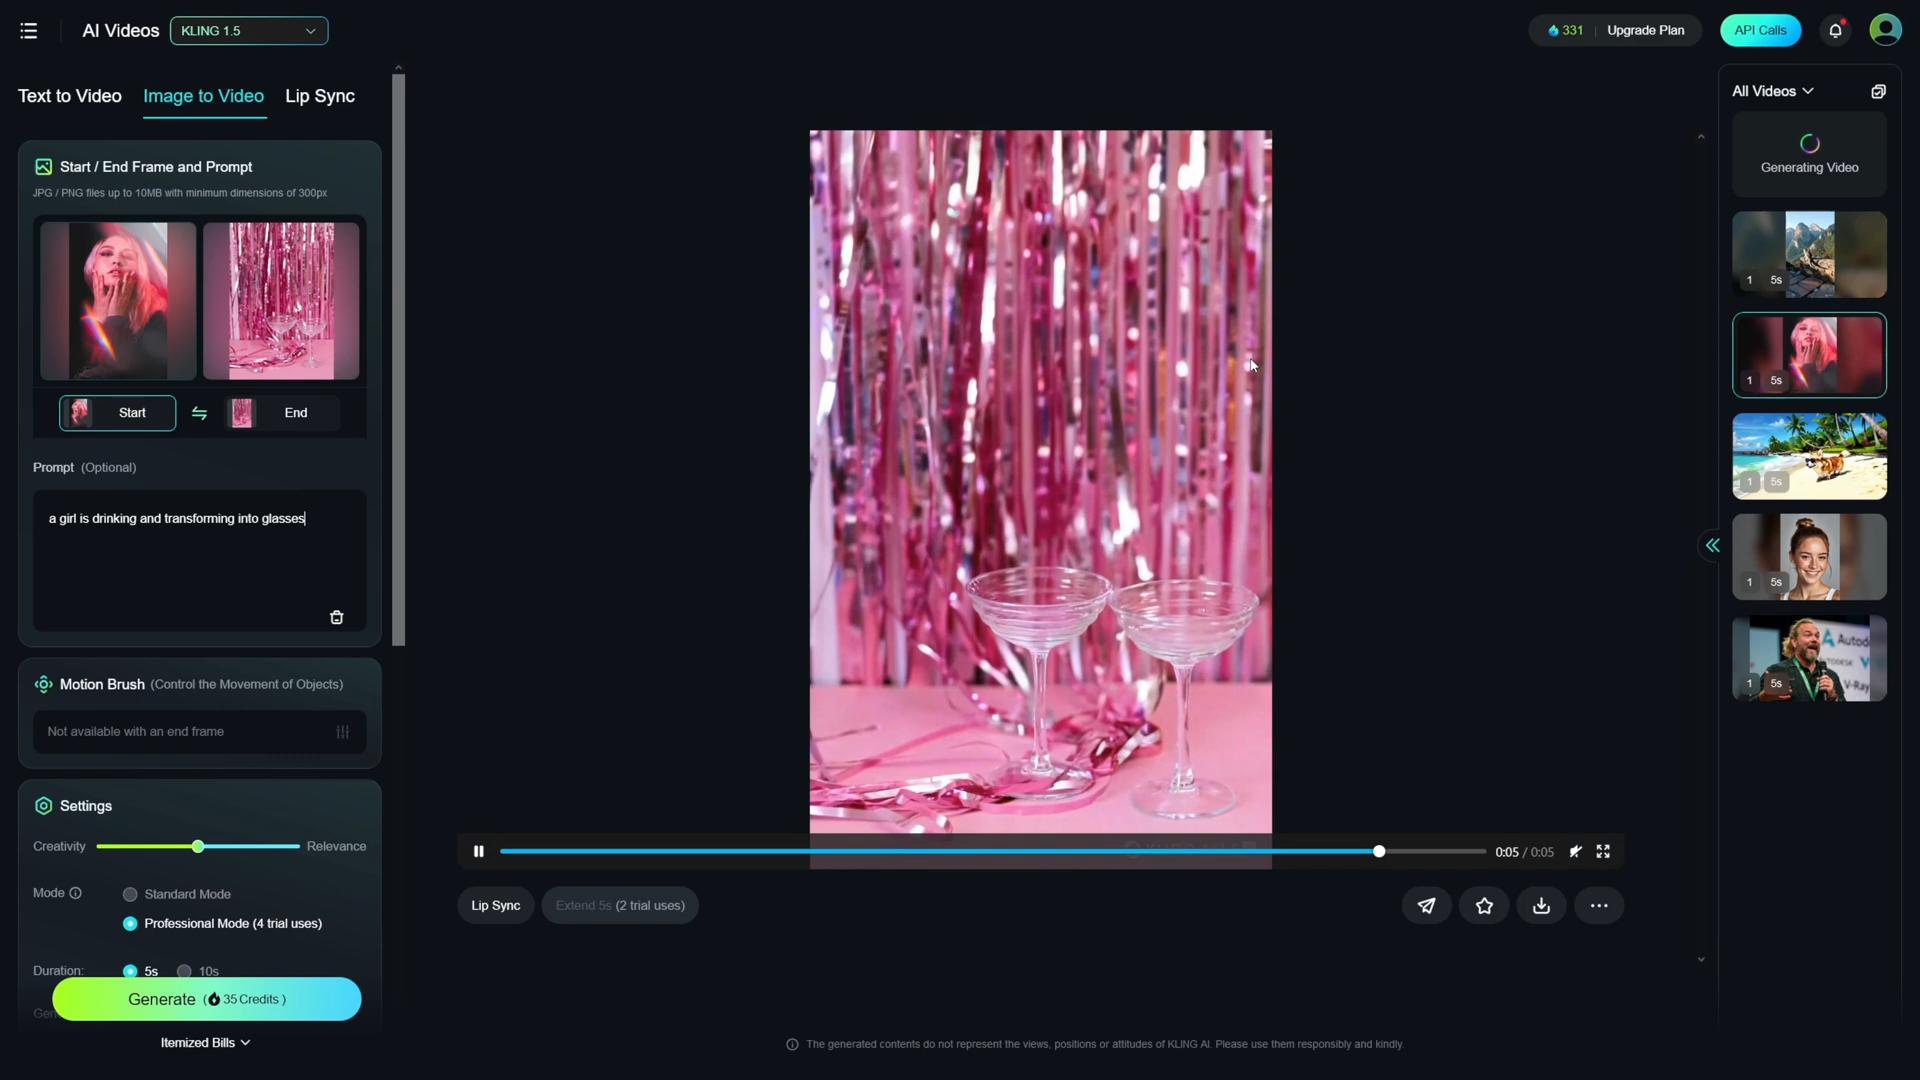 AI Videos
KLING 1.5
331
Upgrade Plan
API Calls
Text to Video
Image to Video
Lip Sync
Start / End Frame and Prompt
JPG / PNG files up to 10MB with minimum dimensions of 300px
Start
End
Prompt (Optional)
a girl is drinking and transforming into glasses
Motion Brush (Control the Movement of Objects)
Not available with an end frame
Settings
Creativity
Relevance
Mode
Standard Mode
Professional Mode (4 trial uses)
Duration:
5s
10s
Generate ( 35 Credits )
Itemized Bills
0:05 / 0:05
Lip Sync
Extend 5s (2 trial uses)
The generated contents do not represent the views, positions or attitudes of KLING AI. Please use them responsibly and kindly.
All Videos
Generating Video
1 5s
1 5s
1 5s
1 5s
Autod
V-Ray
1 5s